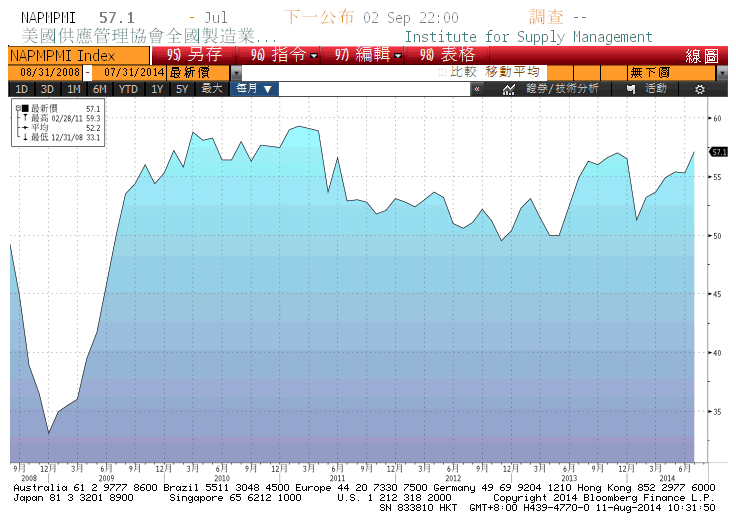 NAPMPMI 57.1 - Jul 下一公布 02 Sep 22:00 調查 --
美國供應管理協會全國製造業... Institute for Supply Management
NAPMPMI Index 95) 另存 96) 指令 97) 編輯 98) 表格 線圖
08/31/2008 - 07/31/2014 最新價 比較 移動平均 無下價
1D 3D 1M 6M YTD 1Y 5Y 最大 每月 ▼ « 證券/技術分析 活動
最新價 57.1
最高 02/28/11 59.3
平均 52.2
最低 12/31/08 33.1
60
57.1
55
50
45
40
35
9月 12月 3月 6月 9月 12月 3月 6月 9月 12月 3月 6月 9月 12月 3月 6月 9月 12月 3月 6月 9月 12月 3月 6月
2008 2009 2010 2011 2012 2013 2014
Australia 61 2 9777 8600 Brazil 5511 3048 4500 Europe 44 20 7330 7500 Germany 49 69 9204 1210 Hong Kong 852 2977 6000
Japan 81 3 3201 8900 Singapore 65 6212 1000 U.S. 1 212 318 2000 Copyright 2014 Bloomberg Finance L.P.
SN 833810 HKT GMT+8:00 H439-4770-0 11-Aug-2014 10:31:50